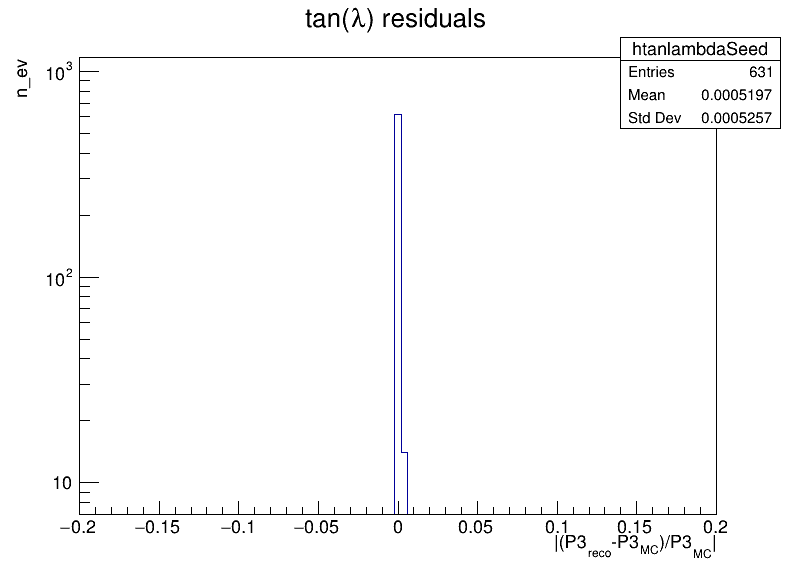 tan(λ) residuals
htanlambdaSeed
Entries 631
Mean 0.0005197
Std Dev 0.0005257
n_ev
10³
10²
10
−0.2 −0.15 −0.1 −0.05 0 0.05 0.1 0.15 0.2
|(P3reco-P3MC)/P3MC|